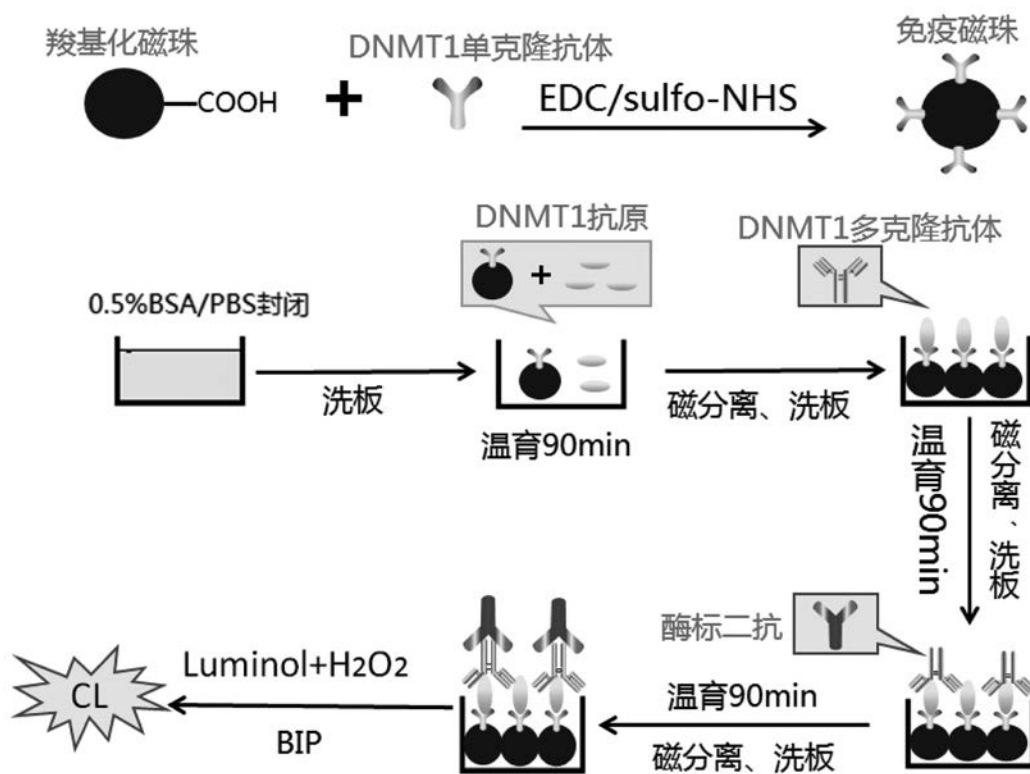 羧基化磁珠
DNMT1单克隆抗体
免疫磁珠
COOH
+
EDC/sulfo-NHS
DNMT1抗原
DNMT1多克隆抗体
+
0.5%BSA/PBS封闭
洗板
温育90min
磁分离、洗板
温育90min
磁分离、洗板
酶标二抗
Luminol+H2O2
CL
BIP
温育90min
磁分离、洗板